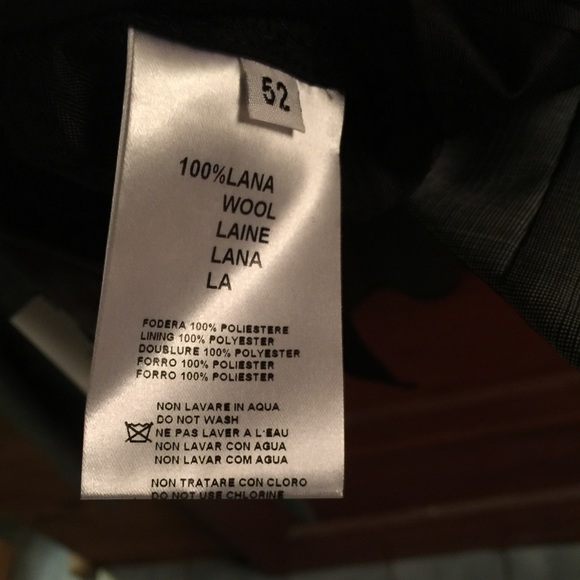 52
100%LANA
WOOL
LAINE
LANA
LA
FODERA 100% POLIESTERE
LINING 100% POLYESTER
DOUBLURE 100% POLYESTER
FORRO 100% POLIESTER
FORRO 100% POLIESTER
NON LAVARE IN AQUA
DO NOT WASH
NE PAS LAVER A L'EAU
NON LAVAR CON AGUA
NON LAVAR COM AGUA
NON TRATARE CON CLORO
DO NOT USE CHLORINE